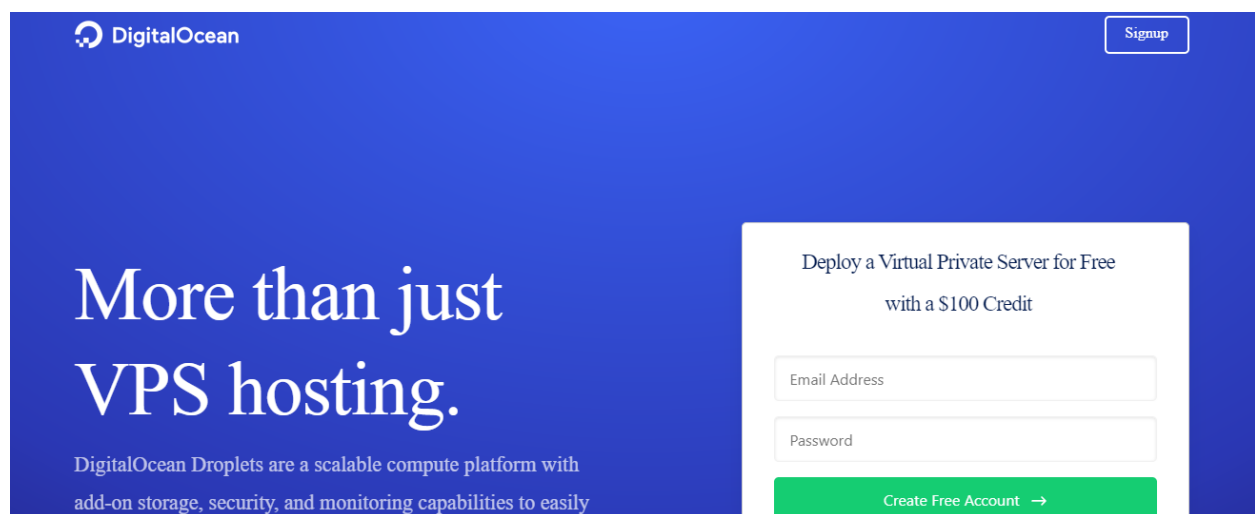 DigitalOcean
Signup
More than just
VPS hosting.
DigitalOcean Droplets are a scalable compute platform with
add-on storage, security, and monitoring capabilities to easily
Deploy a Virtual Private Server for Free
with a $100 Credit
Email Address
Password
Create Free Account →